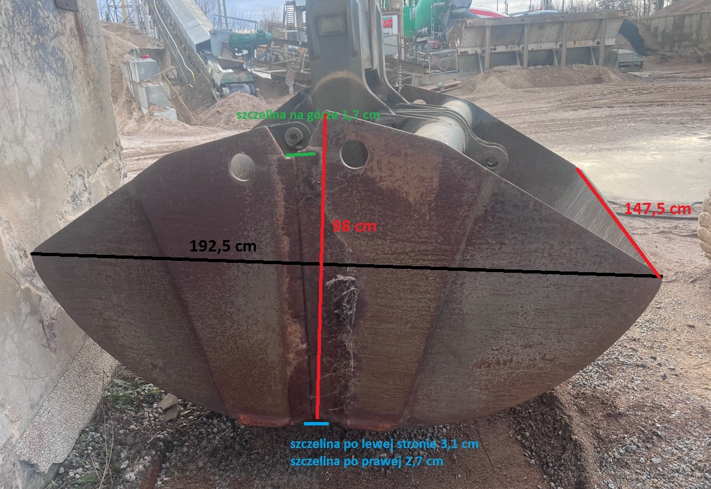 szczelina na górze 1,7 cm
98 cm
147,5 cm
192,5 cm
szczelina po lewej stronie 3,1 cm
szczelina po prawej 2,7 cm